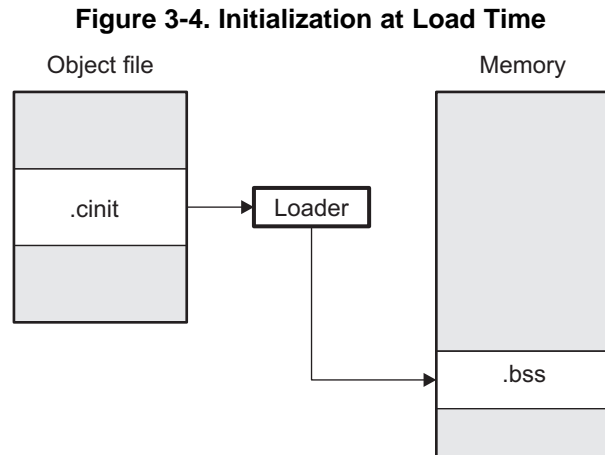 Figure 3-4. Initialization at Load Time
Object file
Memory
.cinit
Loader
.bss